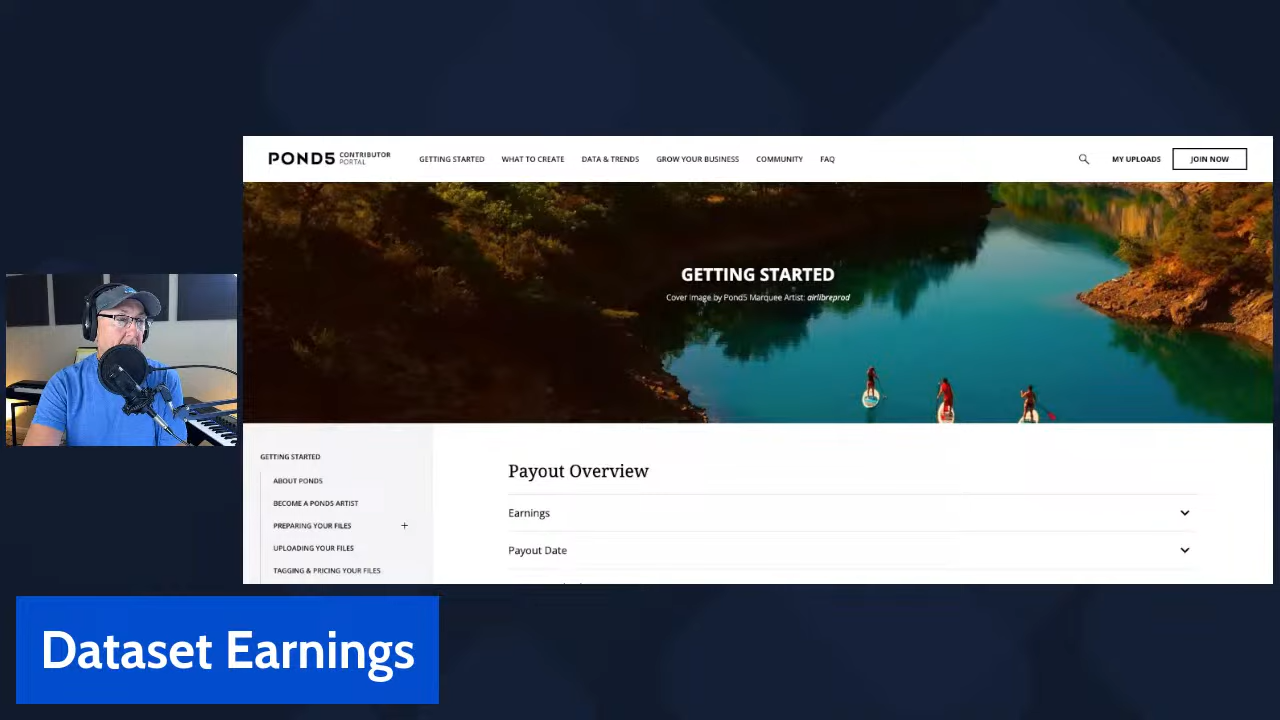 POND5 CONTRIBUTOR PORTAL
GETTING STARTED WHAT TO CREATE DATA & TRENDS GROW YOUR BUSINESS COMMUNITY FAQ MY UPLOADS JOIN NOW
GETTING STARTED
Cover Image by Pond5 Marquee Artist: airlibreprod
GETTING STARTED
ABOUT POND5
BECOME A POND5 ARTIST
PREPARING YOUR FILES
UPLOADING YOUR FILES
TAGGING & PRICING YOUR FILES
Payout Overview
Earnings
Payout Date
Dataset Earnings